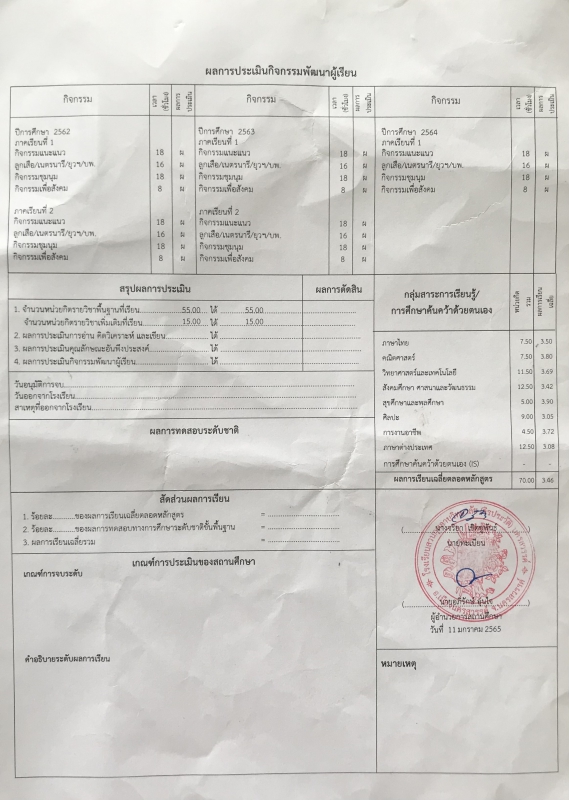 ผลการประเมินกิจกรรมพัฒนาผู้เรียน
กิจกรรม เวลา (ชั่วโมง) ผลการประเมิน กิจกรรม เวลา (ชั่วโมง) ผลการประเมิน กิจกรรม เวลา (ชั่วโมง) ผลการประเมิน
ปีการศึกษา 2562
ภาคเรียนที่ 1
กิจกรรมแนะแนว 18 ผ
ลูกเสือ/เนตรนารี/ยุวฯ/บพ. 16 ผ
กิจกรรมชุมนุม 18 ผ
กิจกรรมเพื่อสังคม 8 ผ
ภาคเรียนที่ 2
กิจกรรมแนะแนว 18 ผ
ลูกเสือ/เนตรนารี/ยุวฯ/บพ. 16 ผ
กิจกรรมชุมนุม 18 ผ
กิจกรรมเพื่อสังคม 8 ผ
ปีการศึกษา 2563
ภาคเรียนที่ 1
กิจกรรมแนะแนว 18 ผ
ลูกเสือ/เนตรนารี/ยุวฯ/บพ. 16 ผ
กิจกรรมชุมนุม 18 ผ
กิจกรรมเพื่อสังคม 8 ผ
ภาคเรียนที่ 2
กิจกรรมแนะแนว 18 ผ
ลูกเสือ/เนตรนารี/ยุวฯ/บพ. 16 ผ
กิจกรรมชุมนุม 18 ผ
กิจกรรมเพื่อสังคม 8 ผ
ปีการศึกษา 2564
ภาคเรียนที่ 1
กิจกรรมแนะแนว 18 ผ
ลูกเสือ/เนตรนารี/ยุวฯ/บพ. 16 ผ
กิจกรรมชุมนุม 18 ผ
กิจกรรมเพื่อสังคม 8 ผ
สรุปผลการประเมิน ผลการตัดสิน
1. จำนวนหน่วยกิตรายวิชาพื้นฐานที่เรียน 55.00 ได้ 55.00
จำนวนหน่วยกิตรายวิชาเพิ่มเติมที่เรียน 15.00 ได้ 15.00
2. ผลการประเมินการอ่าน คิดวิเคราะห์ และเขียน ได้
3. ผลการประเมินคุณลักษณะอันพึงประสงค์ ได้
4. ผลการประเมินกิจกรรมพัฒนาผู้เรียน ได้
วันอนุมัติการจบ
วันออกจากโรงเรียน
สาเหตุที่ออกจากโรงเรียน
ผลการทดสอบระดับชาติ
กลุ่มสาระการเรียนรู้/
การศึกษาค้นคว้าด้วยตนเอง
หน่วยกิตรวม ผลการเรียนเฉลี่ย
ภาษาไทย 7.50 3.50
คณิตศาสตร์ 7.50 3.80
วิทยาศาสตร์และเทคโนโลยี 11.50 3.69
สังคมศึกษา ศาสนาและวัฒนธรรม 12.50 3.42
สุขศึกษาและพลศึกษา 5.00 3.90
ศิลปะ 9.00 3.05
การงานอาชีพ 4.50 3.72
ภาษาต่างประเทศ 12.50 3.08
การศึกษาค้นคว้าด้วยตนเอง (IS) - -
ผลการเรียนเฉลี่ยตลอดหลักสูตร 70.00 3.46
สัดส่วนผลการเรียน
1. ร้อยละ..........ของผลการเรียนเฉลี่ยตลอดหลักสูตร =
2. ร้อยละ..........ของผลการทดสอบทางการศึกษาระดับชาติขั้นพื้นฐาน =
3. ผลการเรียนเฉลี่ยรวม =
นายทะเบียน
ผู้อำนวยการสถานศึกษา
วันที่ 11 มกราคม 2565
เกณฑ์การประเมินของสถานศึกษา
เกณฑ์การจบระดับ
คำอธิบายระดับผลการเรียน
หมายเหตุ